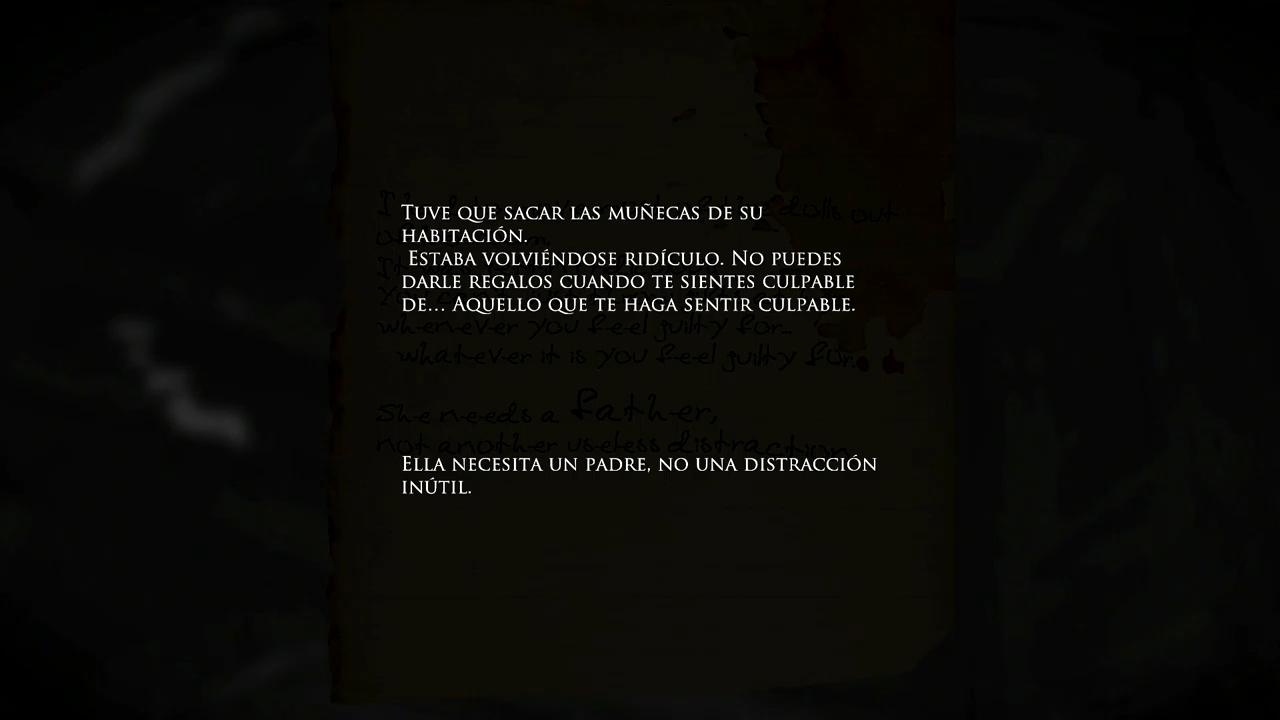 Tuve que sacar las muñecas de su
habitación.
Estaba volviéndose ridículo. No puedes
darle regalos cuando te sientes culpable
de... Aquello que te haga sentir culpable.
whenever you feel guilty for...
whatever it is you feel guilty for.
She needs a father,
not another useless distraction.
Ella necesita un padre, no una distracción
inútil.